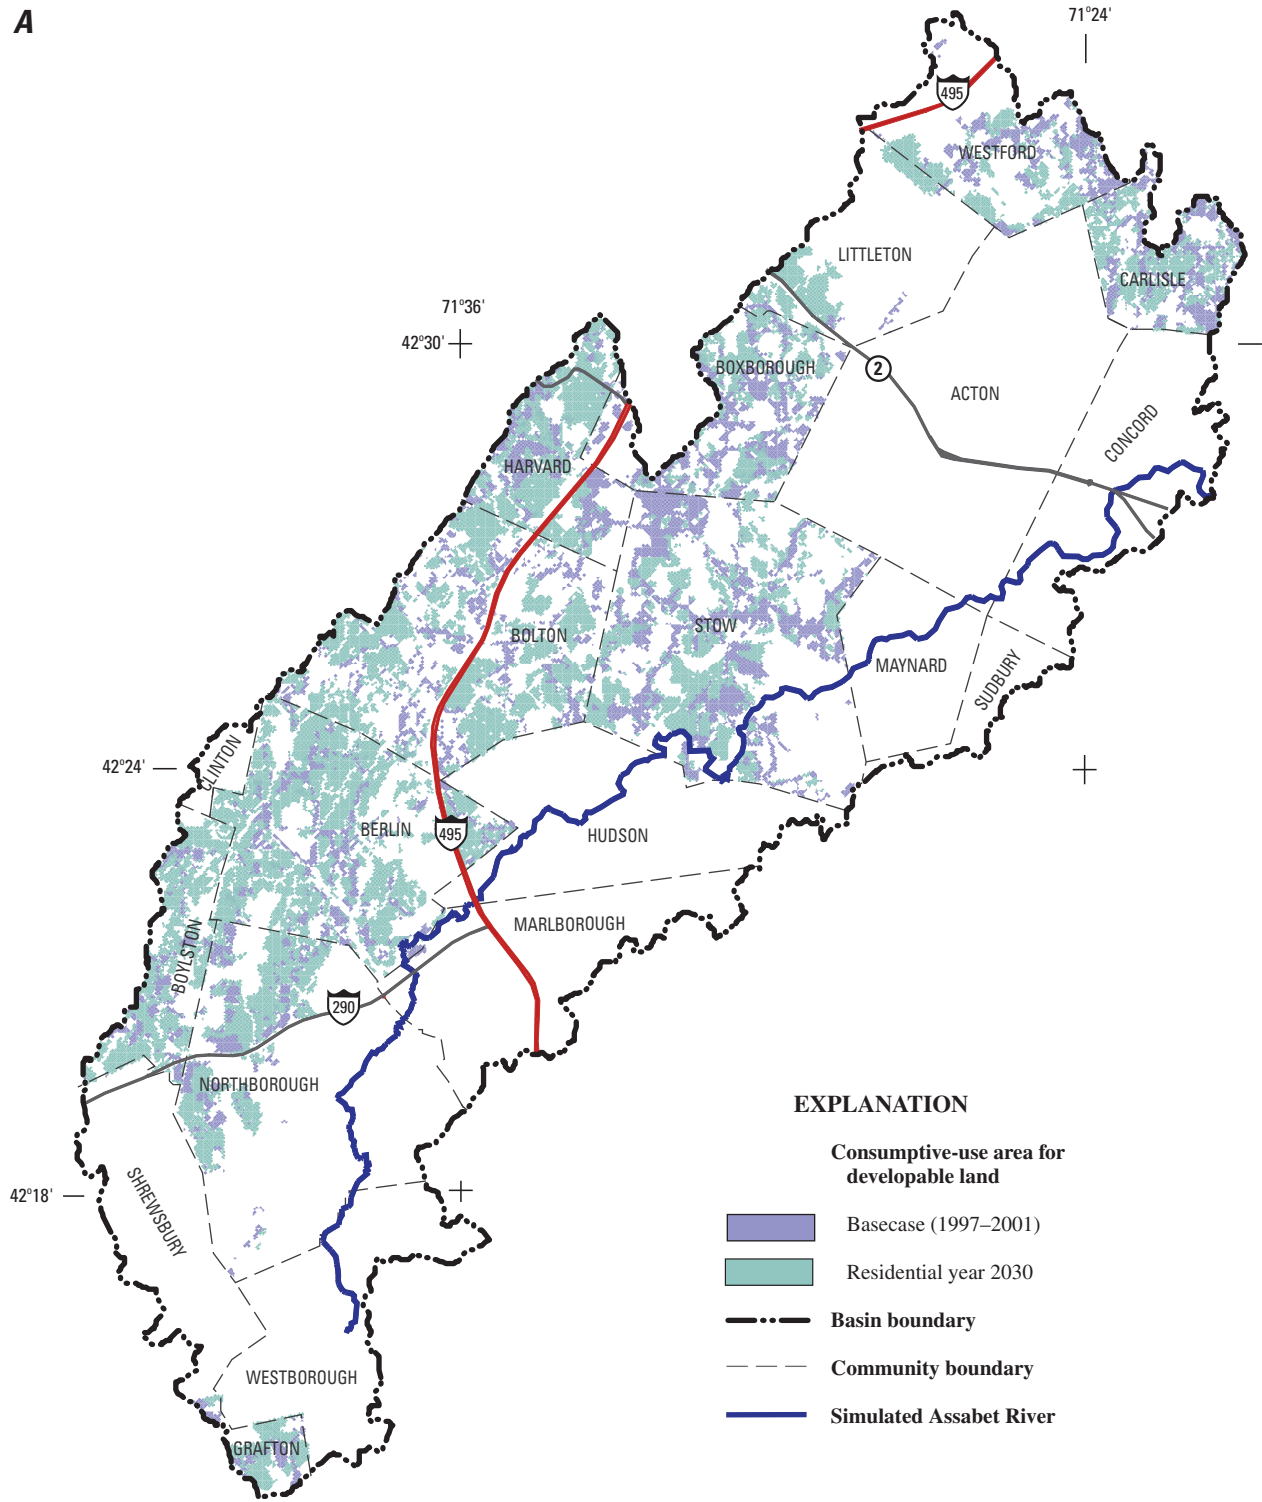 A
71°24'
495
WESTFORD
LITTLETON
CARLISLE
71°36'
42°30'
BOXBOROUGH
2
ACTON
CONCORD
HARVARD
BOLTON
STOW
MAYNARD
SUDBURY
CLINTON
42°24'
BERLIN
495
HUDSON
MARLBOROUGH
BOYLSTON
290
NORTHBOROUGH
SHREWSBURY
42°18'
WESTBOROUGH
GRAFTON
EXPLANATION
Consumptive-use area for
developable land
Basecase (1997–2001)
Residential year 2030
Basin boundary
Community boundary
Simulated Assabet River